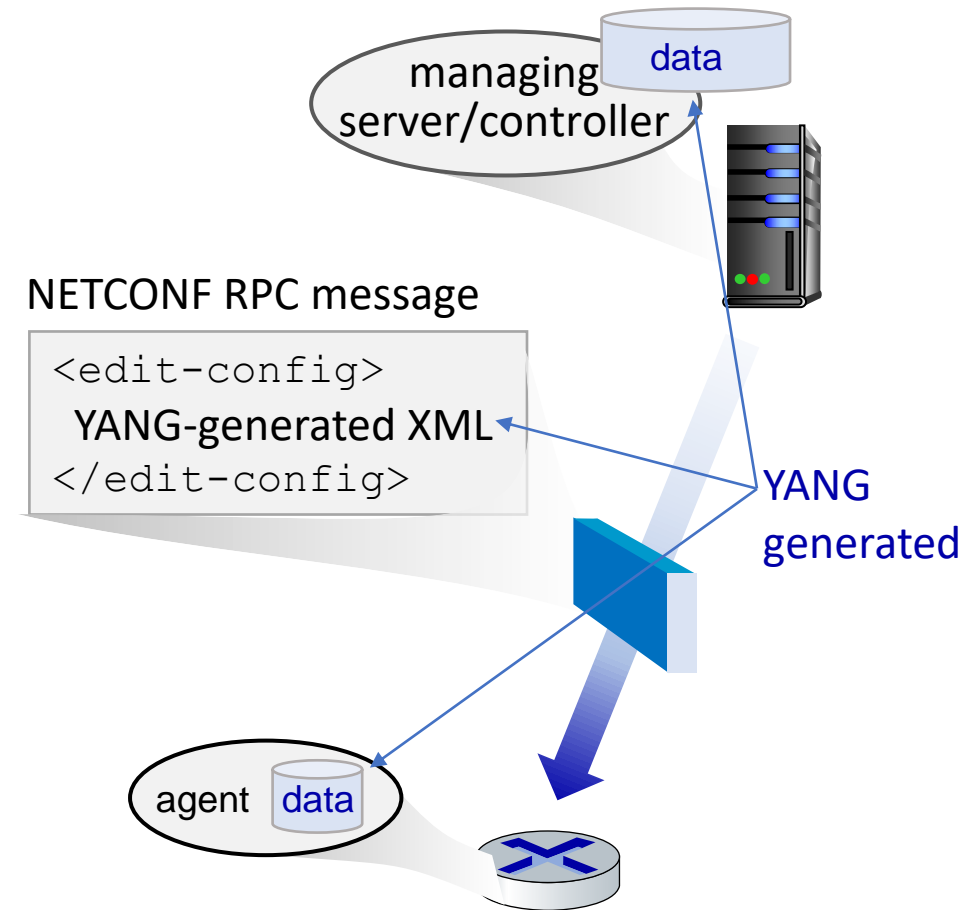 data
managing
server/controller
NETCONF RPC message
<edit-config>
YANG-generated XML
</edit-config>
YANG
generated
agent data